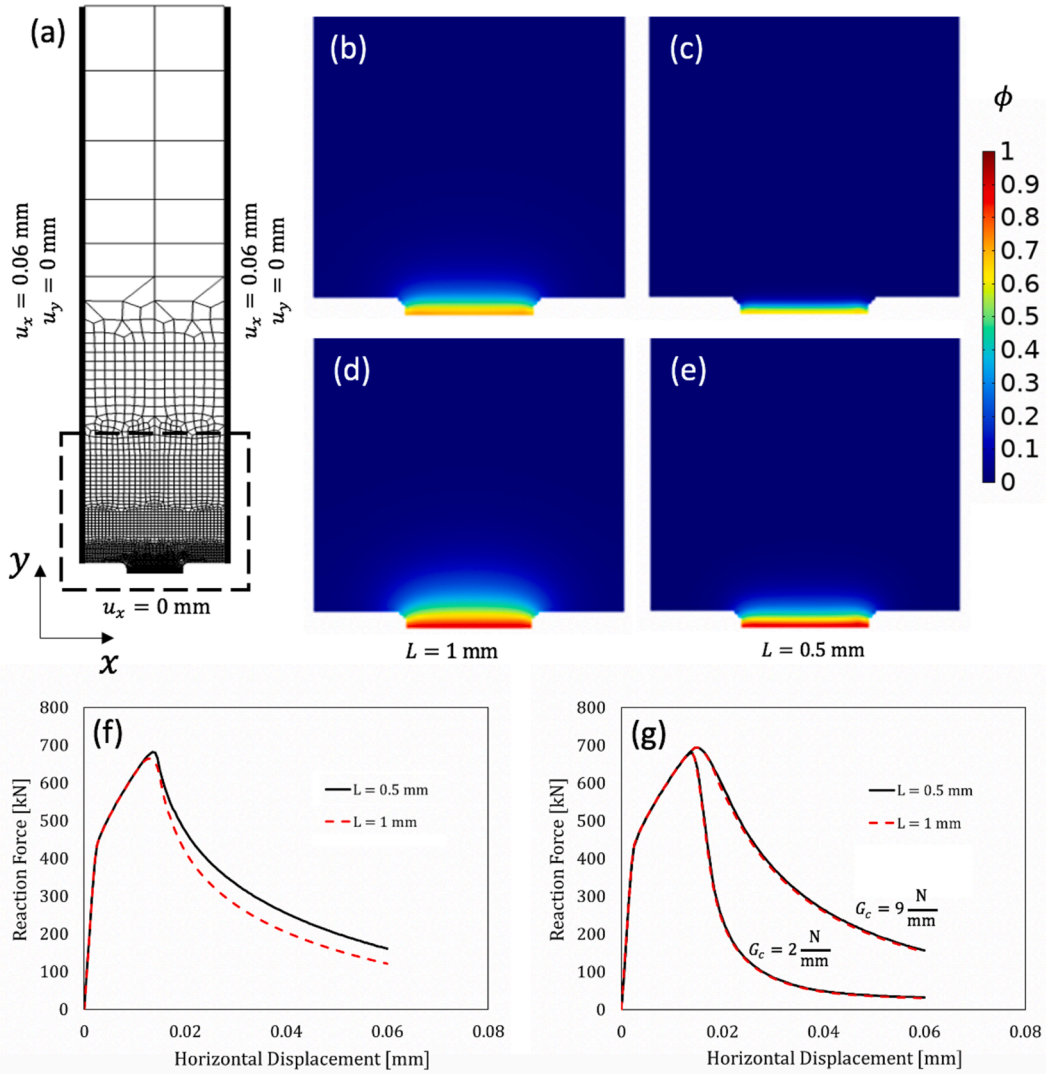 (a)
(b)
(c)
ϕ
1
0.9
0.8
0.7
0.6
0.5
0.4
0.3
0.2
0.1
0
u_x = 0.06 mm
u_y = 0 mm
u_x = 0.06 mm
u_y = 0 mm
(d)
(e)
y
u_x = 0 mm
x
L = 1 mm
L = 0.5 mm
(f)
800
700
600
500
400
300
200
100
0
Reaction Force [kN]
L = 0.5 mm
L = 1 mm
0
0.02
0.04
0.06
0.08
Horizontal Displacement [mm]
(g)
800
700
600
500
400
300
200
100
0
Reaction Force [kN]
L = 0.5 mm
L = 1 mm
G_c = 9 N/mm
G_c = 2 N/mm
0
0.02
0.04
0.06
0.08
Horizontal Displacement [mm]